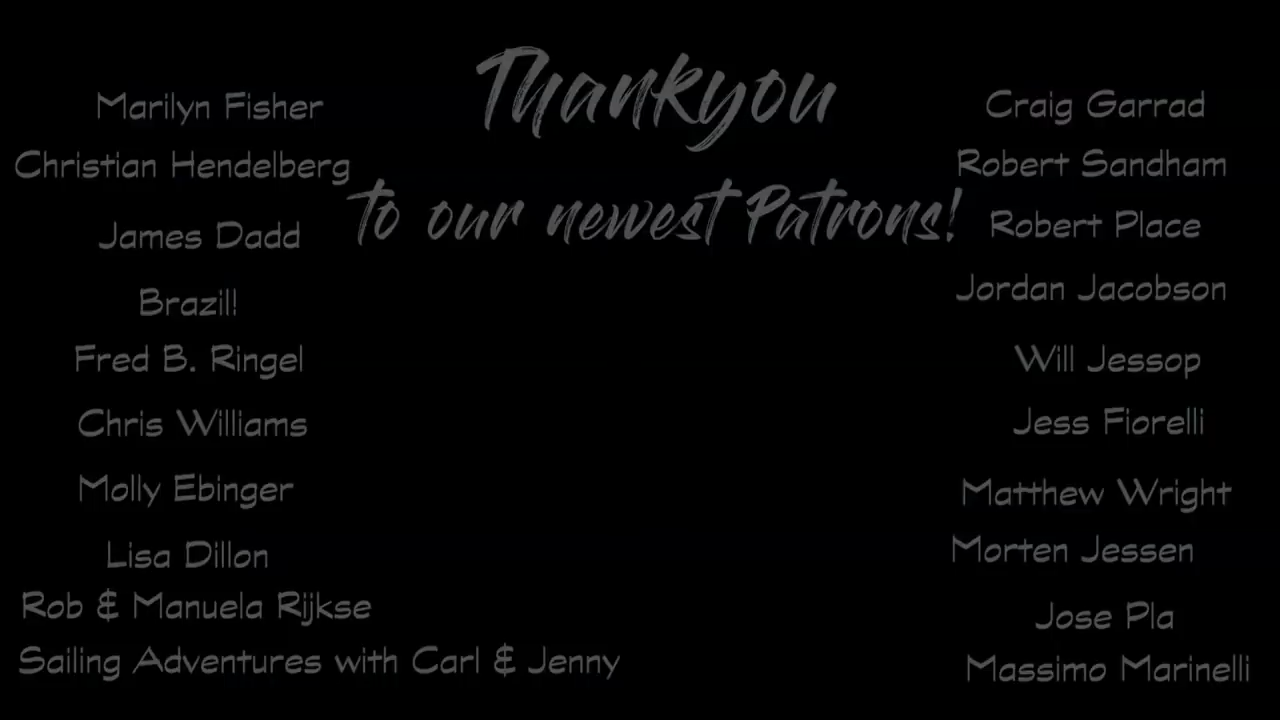 Thankyou
to our newest Patrons!
Marilyn Fisher
Christian Hendelberg
James Dadd
Brazil!
Fred B. Ringel
Chris Williams
Molly Ebinger
Lisa Dillon
Rob & Manuela Rijkse
Sailing Adventures with Carl & Jenny
Craig Garrad
Robert Sandham
Robert Place
Jordan Jacobson
Will Jessop
Jess Fiorelli
Matthew Wright
Morten Jessen
Jose Pla
Massimo Marinelli